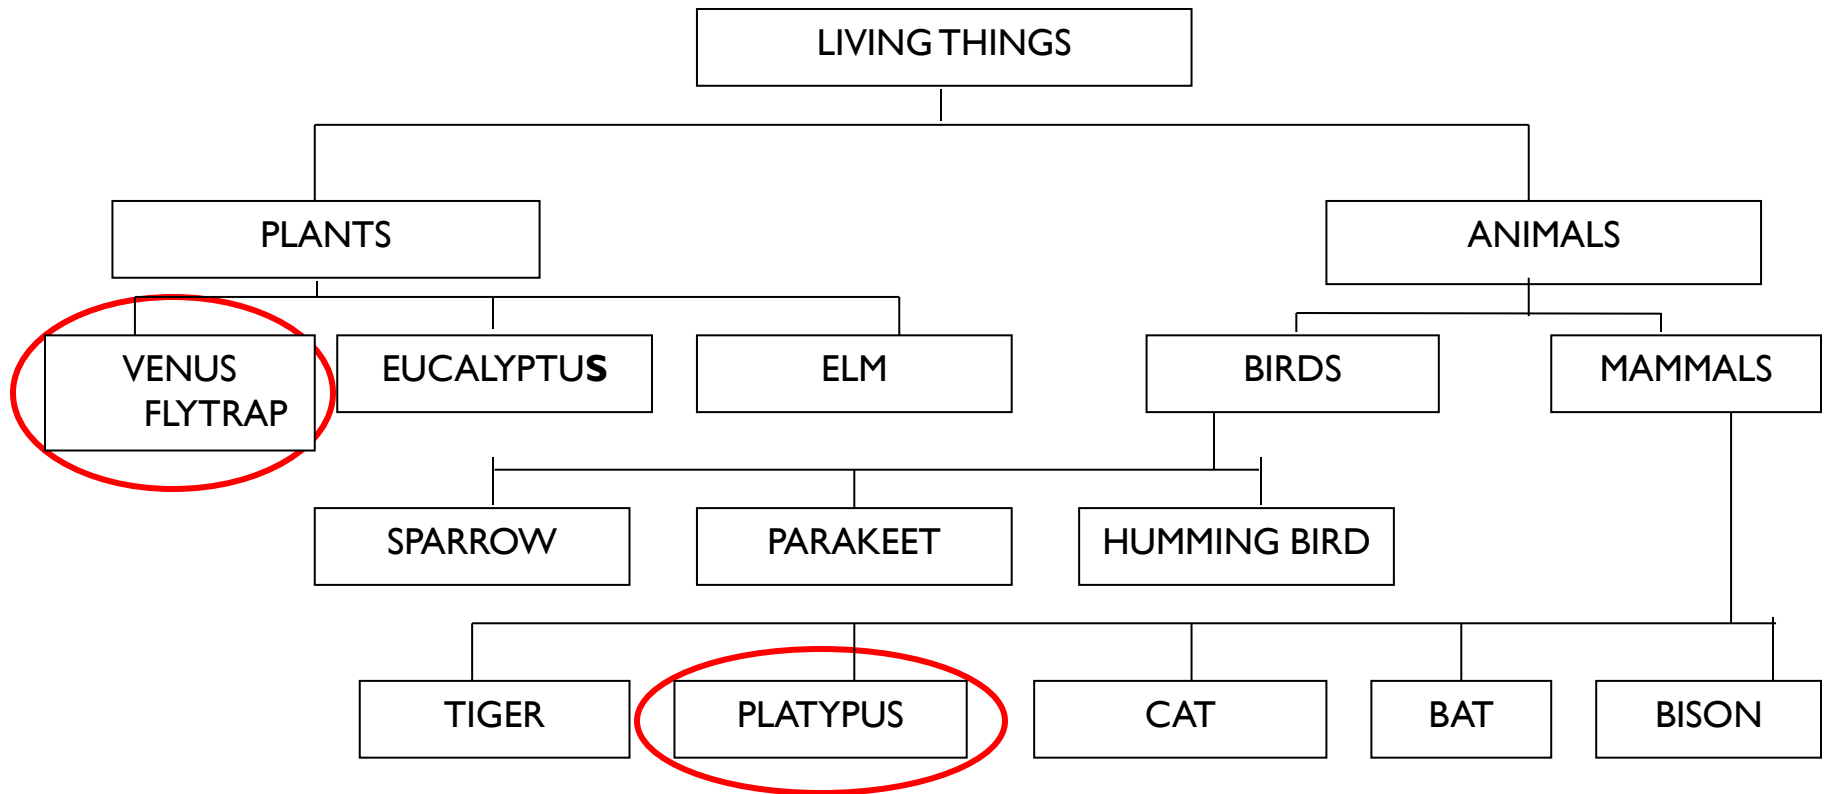 LIVING THINGS
PLANTS
ANIMALS
VENUS
FLYTRAP
EUCALYPTUS
ELM
BIRDS
MAMMALS
SPARROW
PARAKEET
HUMMING BIRD
TIGER
PLATYPUS
CAT
BAT
BISON